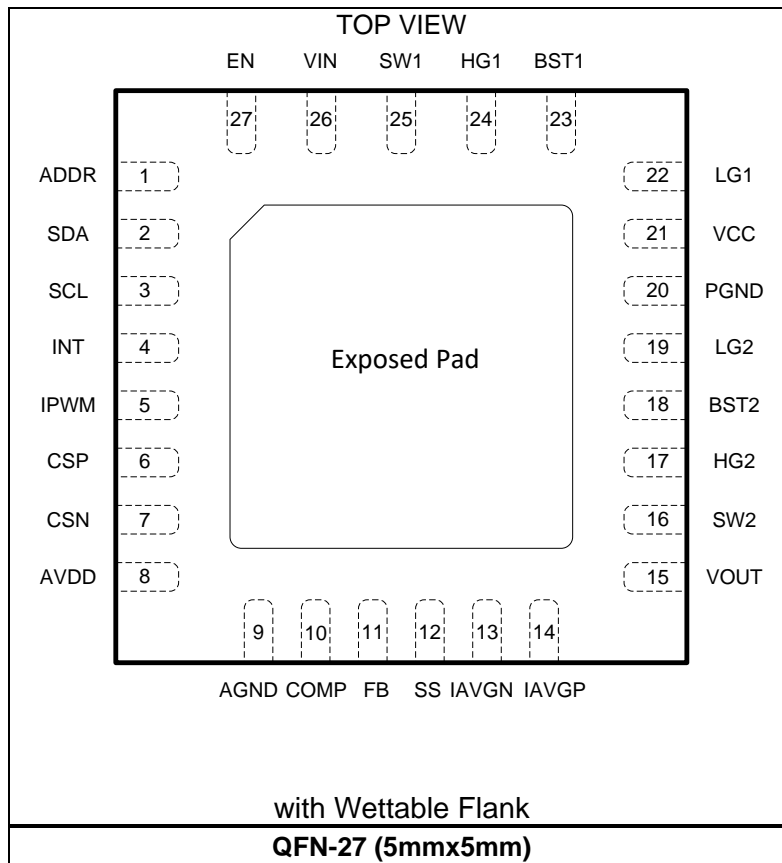 TOP VIEW
EN VIN SW1 HG1 BST1
27 26 25 24 23
ADDR 1 22 LG1
SDA 2 21 VCC
SCL 3 20 PGND
INT 4 19 LG2
Exposed Pad
IPWM 5 18 BST2
CSP 6 17 HG2
CSN 7 16 SW2
AVDD 8 15 VOUT
9 10 11 12 13 14
AGND COMP FB SS IAVGN IAVGP
with Wettable Flank
QFN-27 (5mmx5mm)